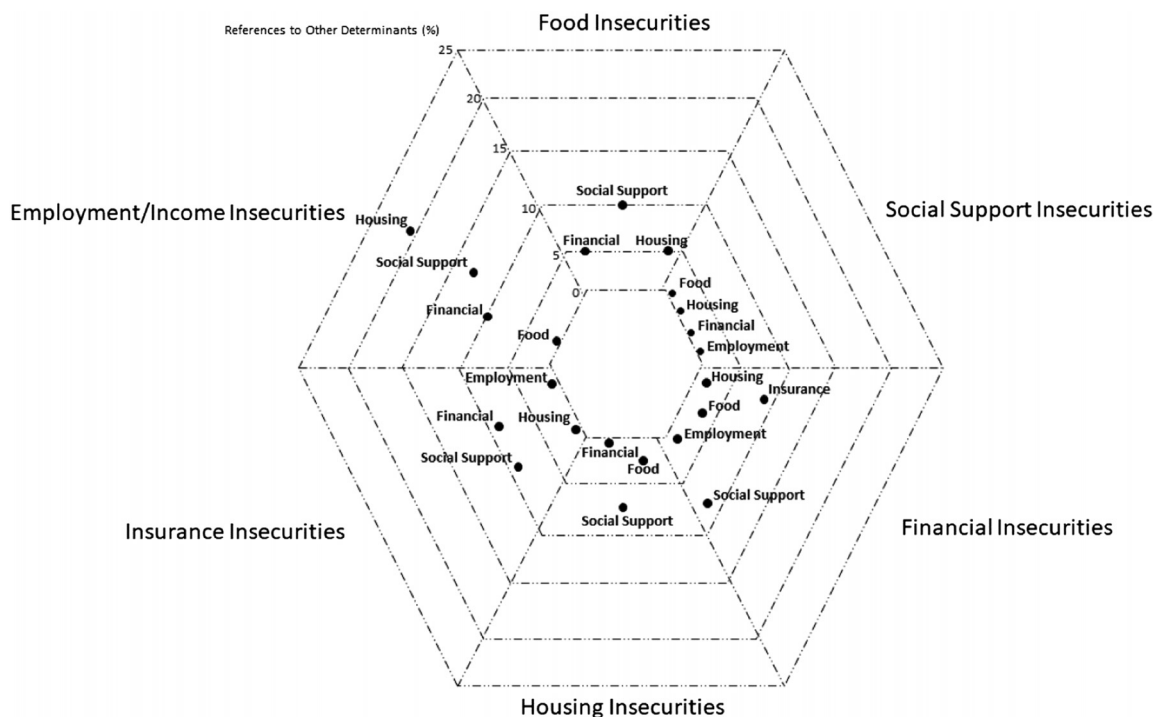 Food Insecurities
References to Other Determinants (%)
25
20
15
Social Support
Employment/Income Insecurities
Housing
10
Social Support Insecurities
Financial
Housing
Social Support
5
0
Food
Financial
Housing
Financial
Food
Employment
Employment
Housing
Insurance
Financial
Housing
Food
Employment
Social Support
Financial
Food
Social Support
Social Support
Insurance Insecurities
Financial Insecurities
Housing Insecurities